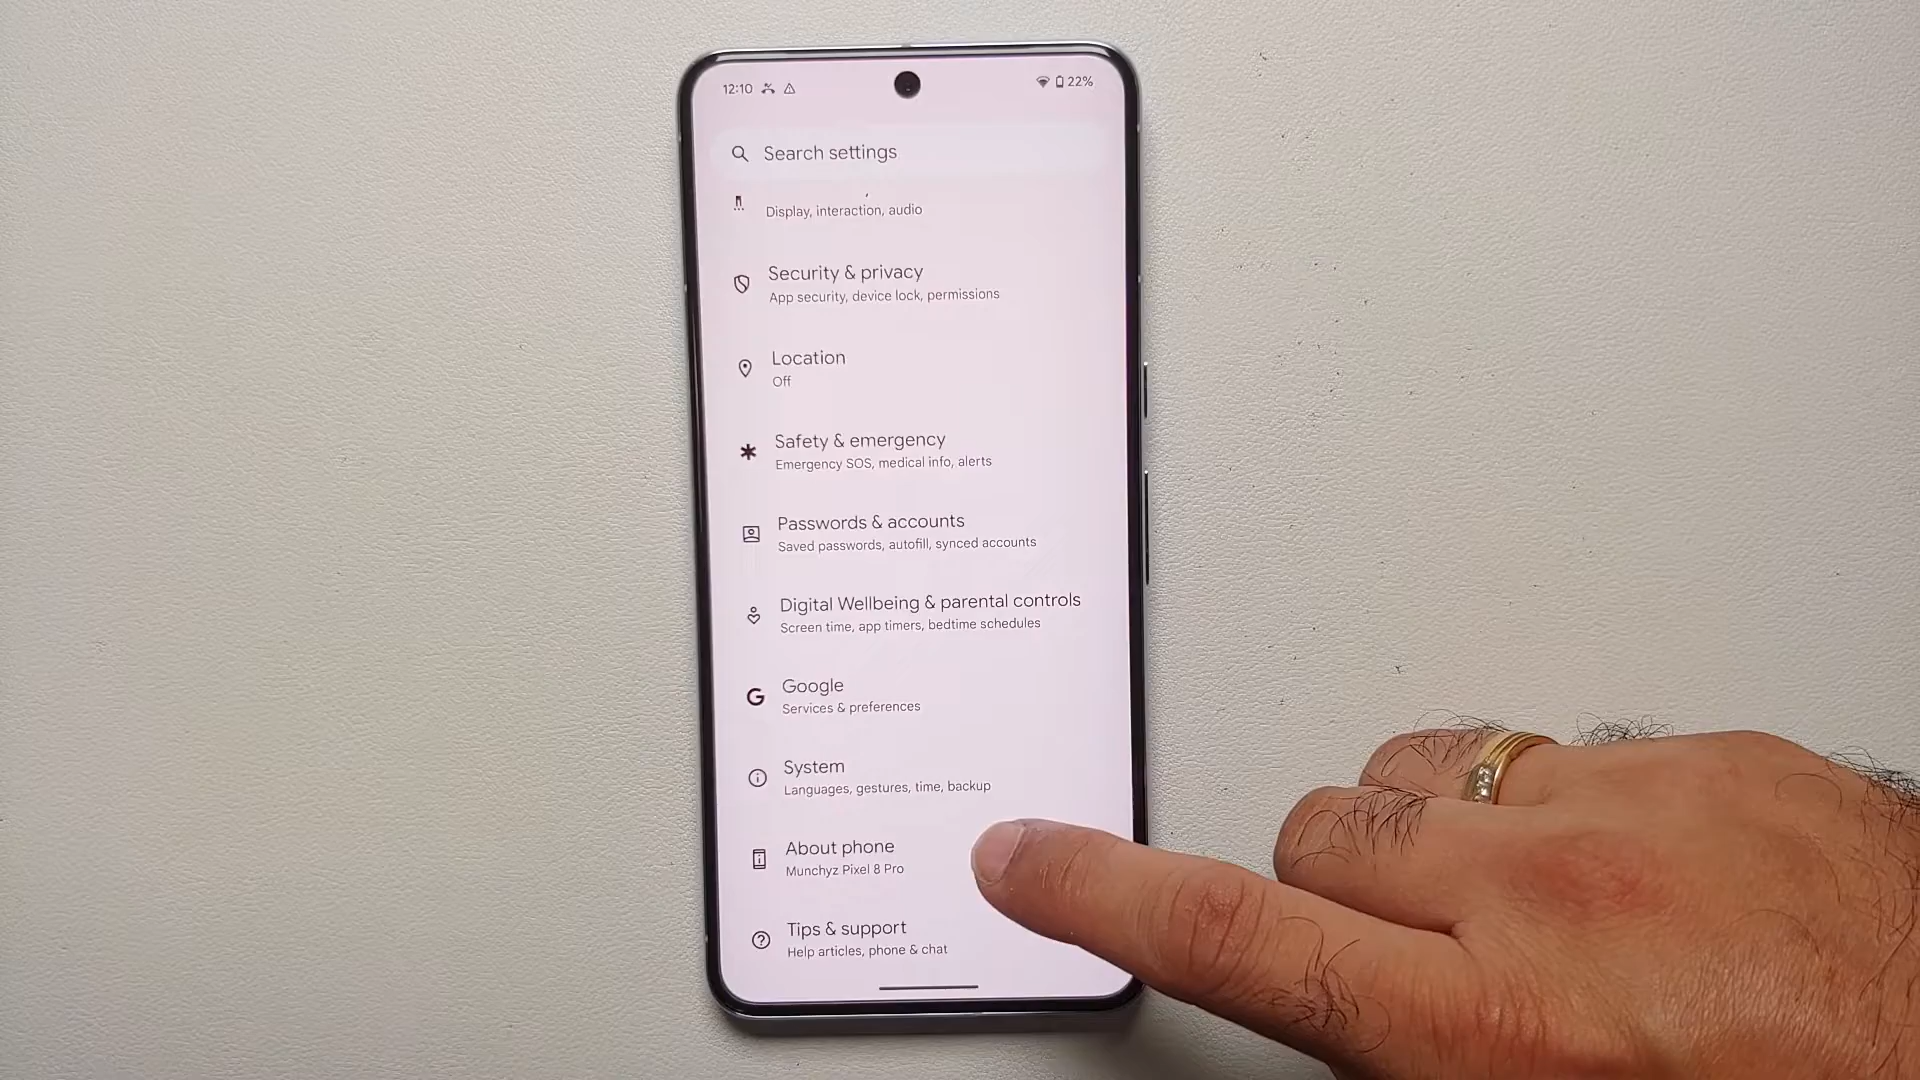 12:10
22%
Search settings
Display, interaction, audio
Security & privacy
App security, device lock, permissions
Location
Off
Safety & emergency
Emergency SOS, medical info, alerts
Passwords & accounts
Saved passwords, autofill, synced accounts
Digital Wellbeing & parental controls
Screen time, app timers, bedtime schedules
G
Google
Services & preferences
System
Languages, gestures, time, backup
About phone
Munchyz Pixel 8 Pro
Tips & support
Help articles, phone & chat